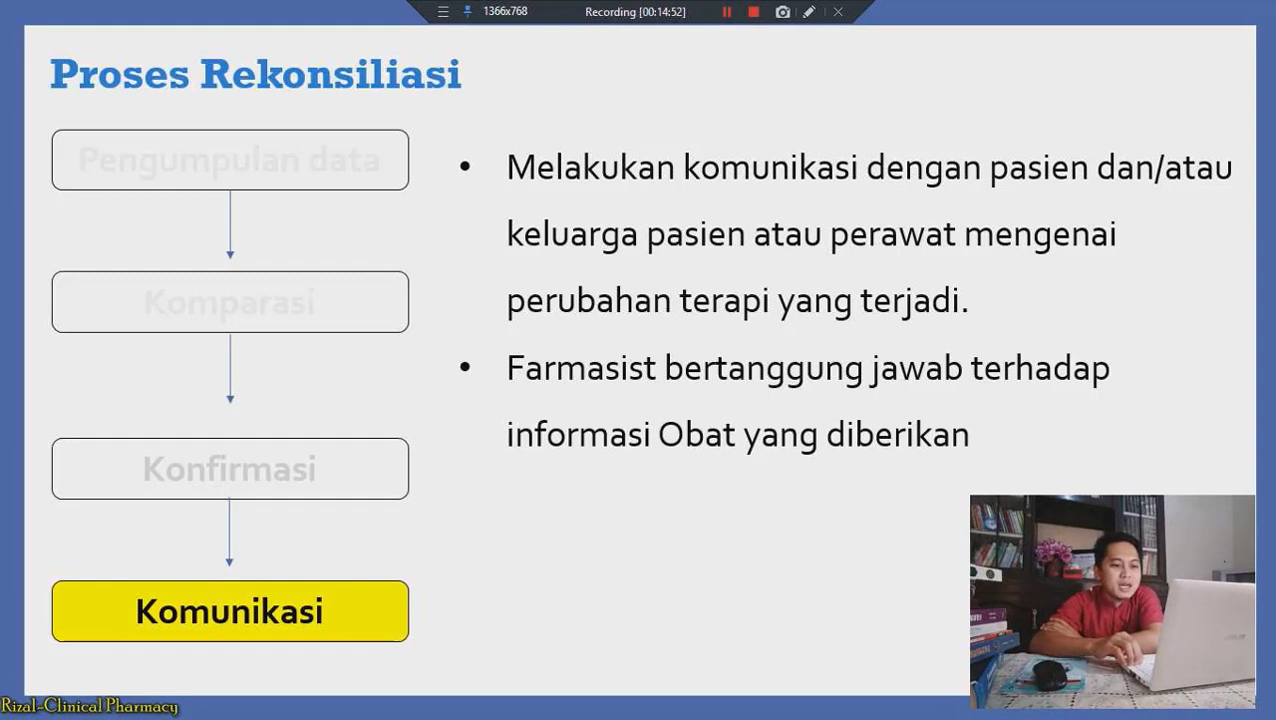 1366x768
Recording [00:14:52]
Proses Rekonsiliasi
Pengumpulan data
Komparasi
Konfirmasi
Komunikasi
• Melakukan komunikasi dengan pasien dan/atau
keluarga pasien atau perawat mengenai
perubahan terapi yang terjadi.
• Farmasist bertanggung jawab terhadap
informasi Obat yang diberikan
Rizal-Clinical Pharmacy